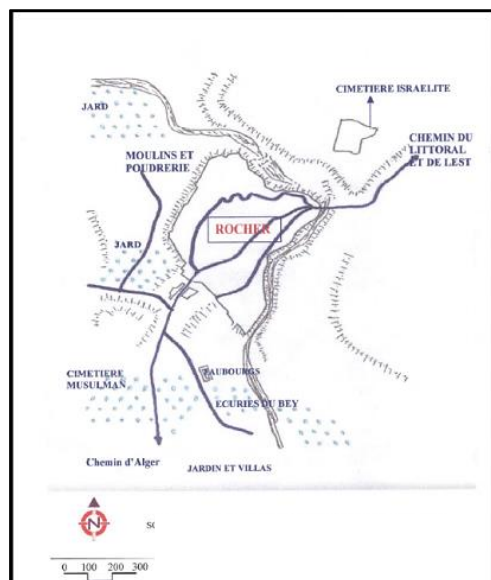 CIMETIERE ISRAELITE
JARD
CHEMIN DU
LITTORAL
ET DE LEST
MOULINS ET
POUDRERIE
ROCHER
JARD
CIMETIERE
MUSULMAN
FAUBOURGS
ECURIES DU BEY
Chemin d'Alger
JARDIN ET VILLAS
N
0 100 200 300